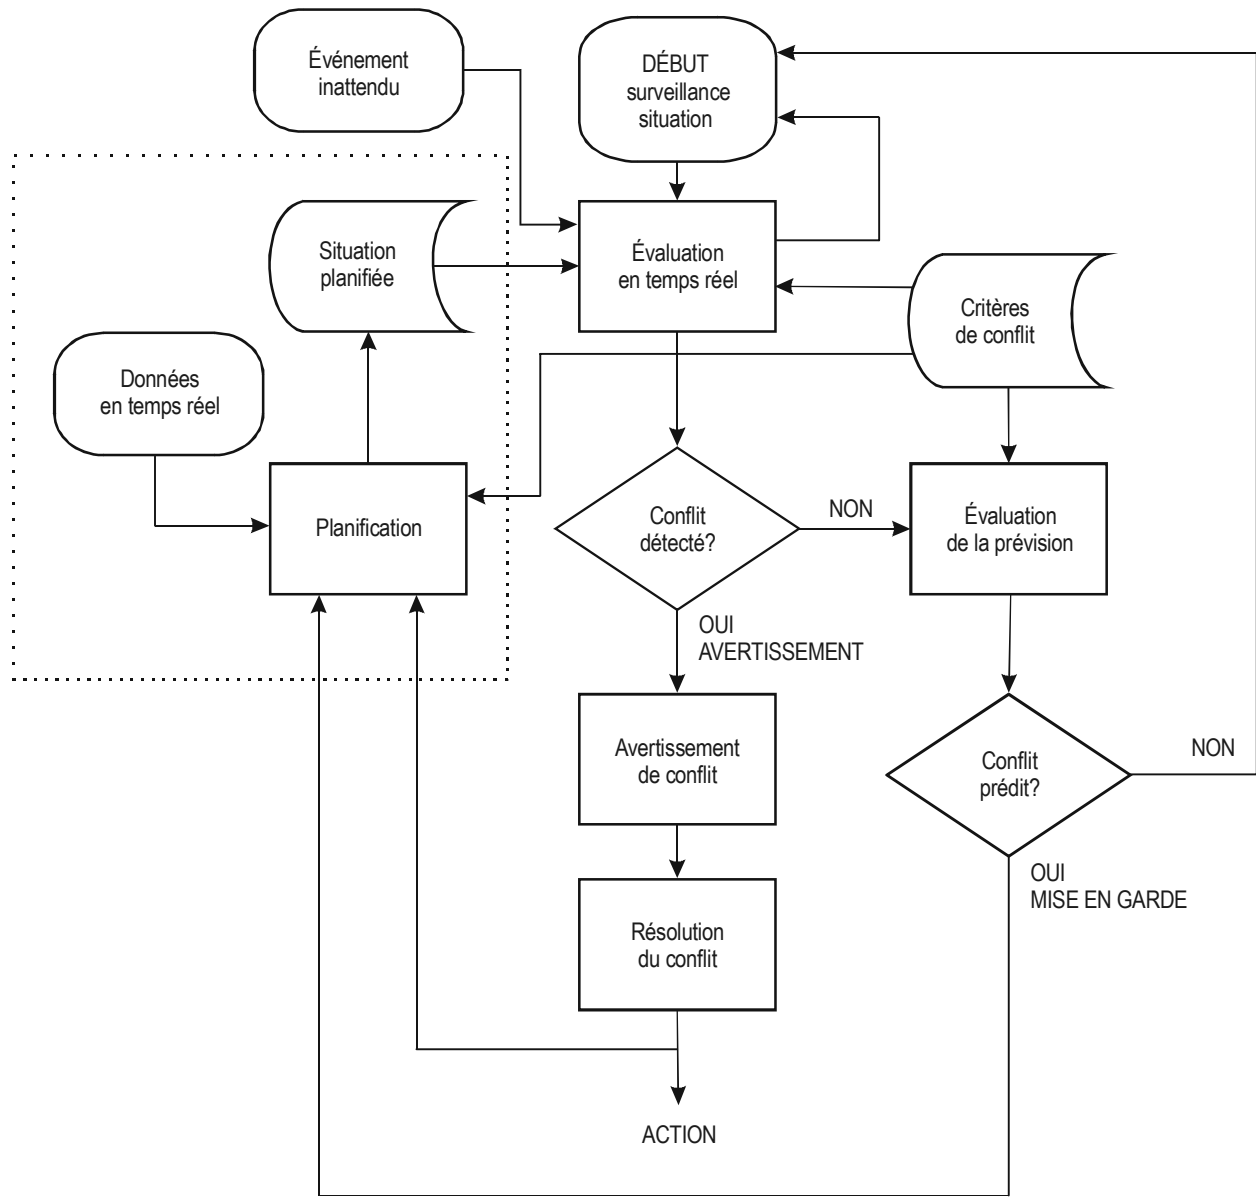 Événement
inattendu
DÉBUT
surveillance
situation
Situation
planifiée
Évaluation
en temps réel
Critères
de conflit
Données
en temps réel
Planification
Conflit
détecté?
NON
Évaluation
de la prévision
OUI
AVERTISSEMENT
Avertissement
de conflit
Conflit
prédit?
NON
OUI
MISE EN GARDE
Résolution
du conflit
ACTION